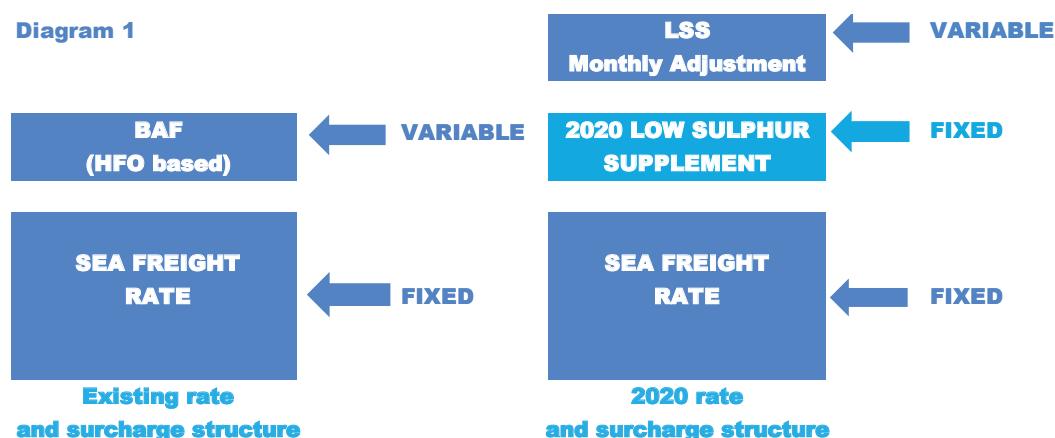 Diagram 1
BAF
(HFO based)
VARIABLE
SEA FREIGHT
RATE
FIXED
Existing rate
and surcharge structure
LSS
Monthly Adjustment
VARIABLE
2020 LOW SULPHUR
SUPPLEMENT
FIXED
SEA FREIGHT
RATE
FIXED
2020 rate
and surcharge structure